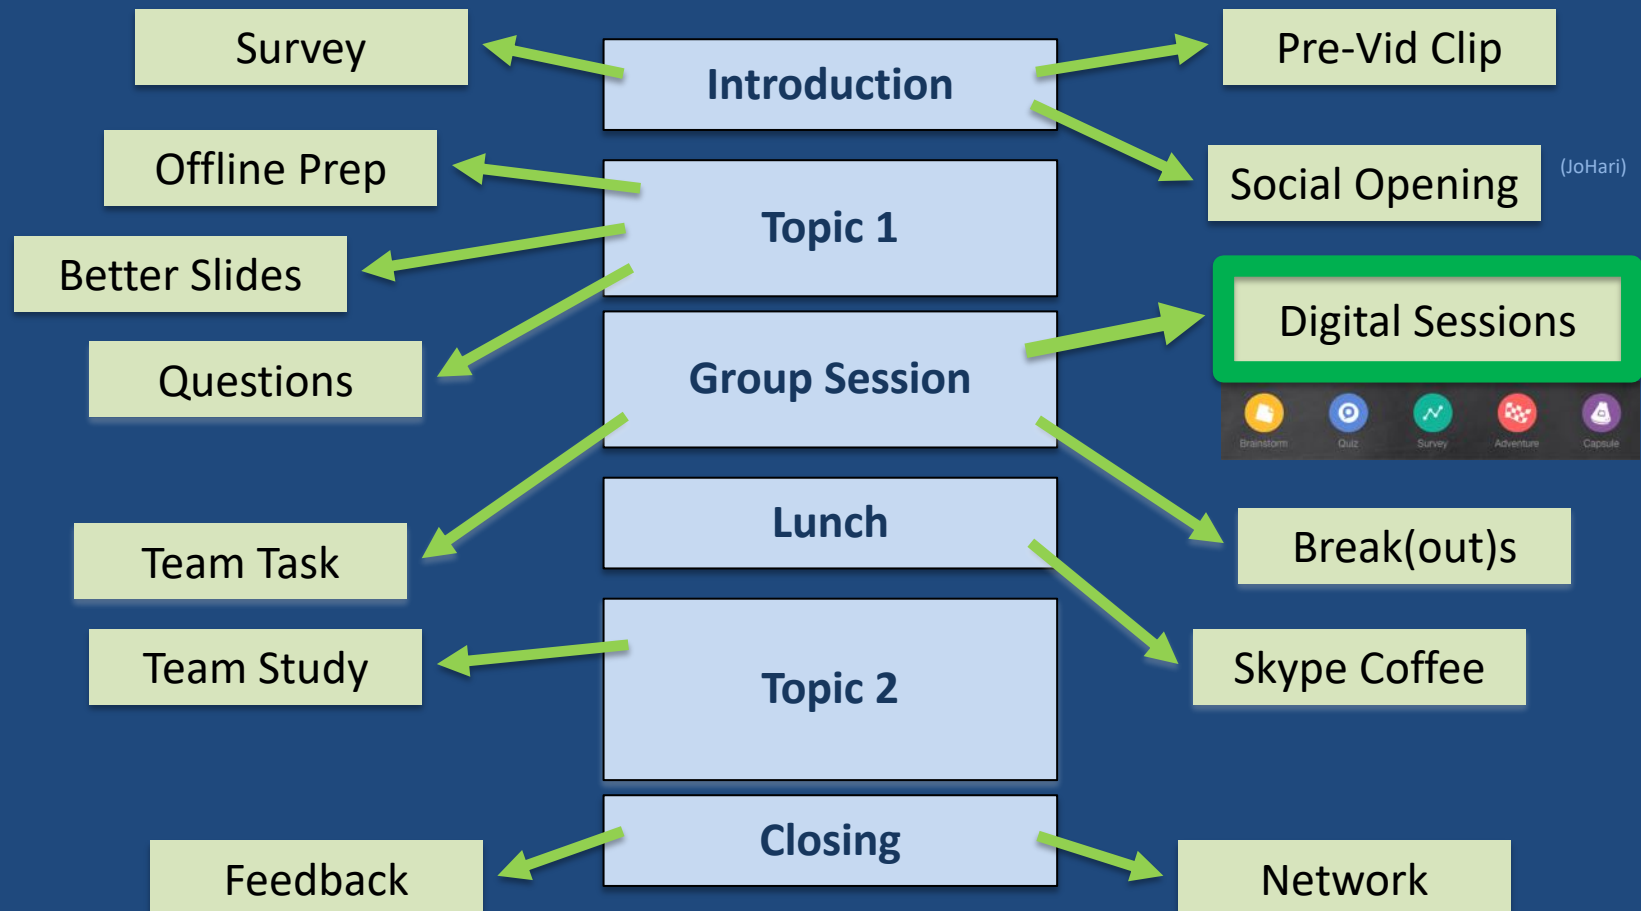 Survey
Introduction
Pre-Vid Clip
Offline Prep
Topic 1
Social Opening
(JoHari)
Better Slides
Digital Sessions
Questions
Group Session
Brainstorm
Quiz
Survey
Adventure
Capsule
Lunch
Team Task
Break(out)s
Team Study
Topic 2
Skype Coffee
Closing
Feedback
Network